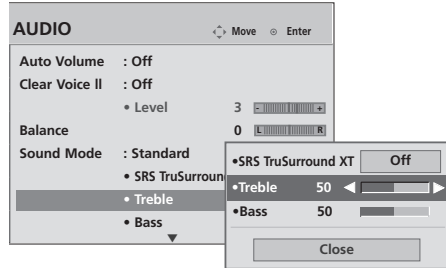 AUDIO
Move ⊙ Enter
Auto Volume : Off
Clear Voice ll : Off
• Level 3 - +
Balance 0 L R
Sound Mode : Standard
• SRS TruSurroun
• Treble
• Bass
▼
•SRS TruSurround XT Off
•Treble 50 ◀ ▶
•Bass 50
Close